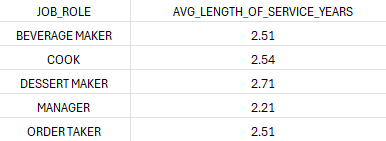 JOB_ROLE AVG_LENGTH_OF_SERVICE_YEARS
BEVERAGE MAKER 2.51
COOK 2.54
DESSERT MAKER 2.71
MANAGER 2.21
ORDER TAKER 2.51